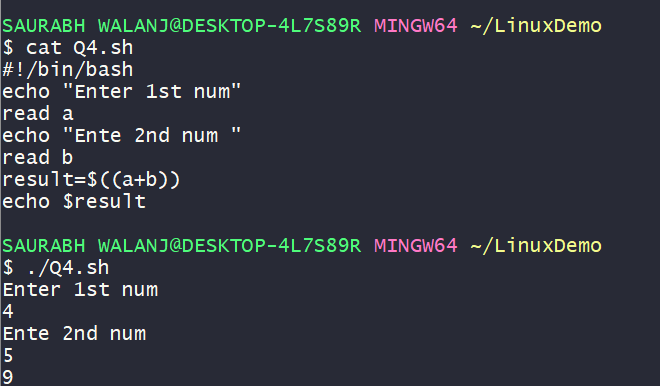 SAURABH WALANJ@DESKTOP-4L7S89R MINGW64 ~/LinuxDemo
$ cat Q4.sh
#!/bin/bash
echo "Enter 1st num"
read a
echo "Ente 2nd num "
read b
result=$((a+b))
echo $result
SAURABH WALANJ@DESKTOP-4L7S89R MINGW64 ~/LinuxDemo
$ ./Q4.sh
Enter 1st num
4
Ente 2nd num
5
9